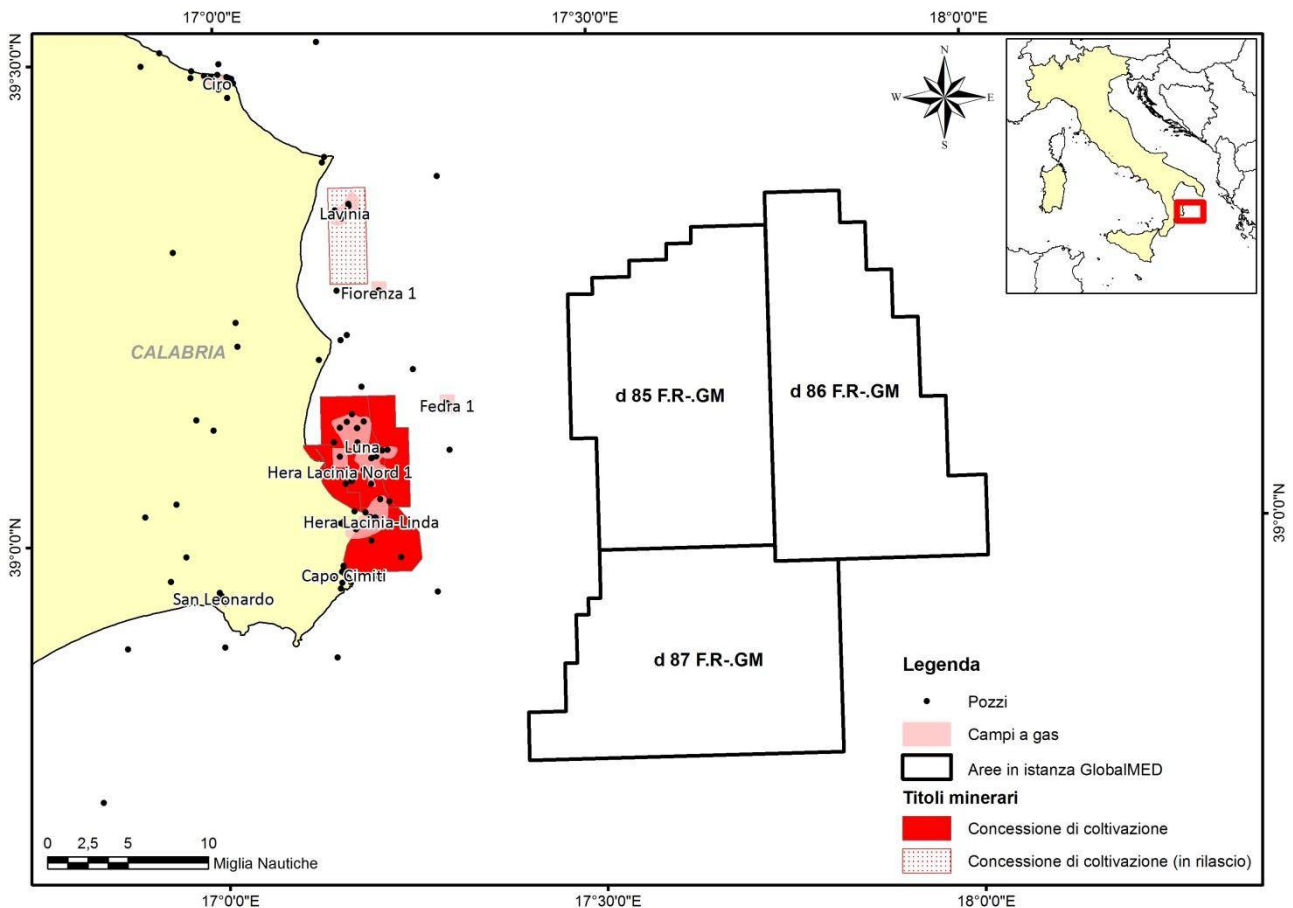 17°0'0"E
17°30'0"E
18°0'0"E
39°30'0"N
N
W
E
S
Ciro
Lavinia
Fiorenza 1
CALABRIA
d 85 F.R-.GM
d 86 F.R-.GM
Fedra 1
Luna
Hera Lacinia Nord 1
39°0'0"N
Hera Lacinia-Linda
39°0'0"N
Capo Cimiti
San Leonardo
d 87 F.R-.GM
Legenda
Pozzi
Campi a gas
Aree in istanza GlobalMED
Titoli minerari
Concessione di coltivazione
Concessione di coltivazione (in rilascio)
0 2,5 5 10
Miglia Nautiche
17°0'0"E
17°30'0"E
18°0'0"E